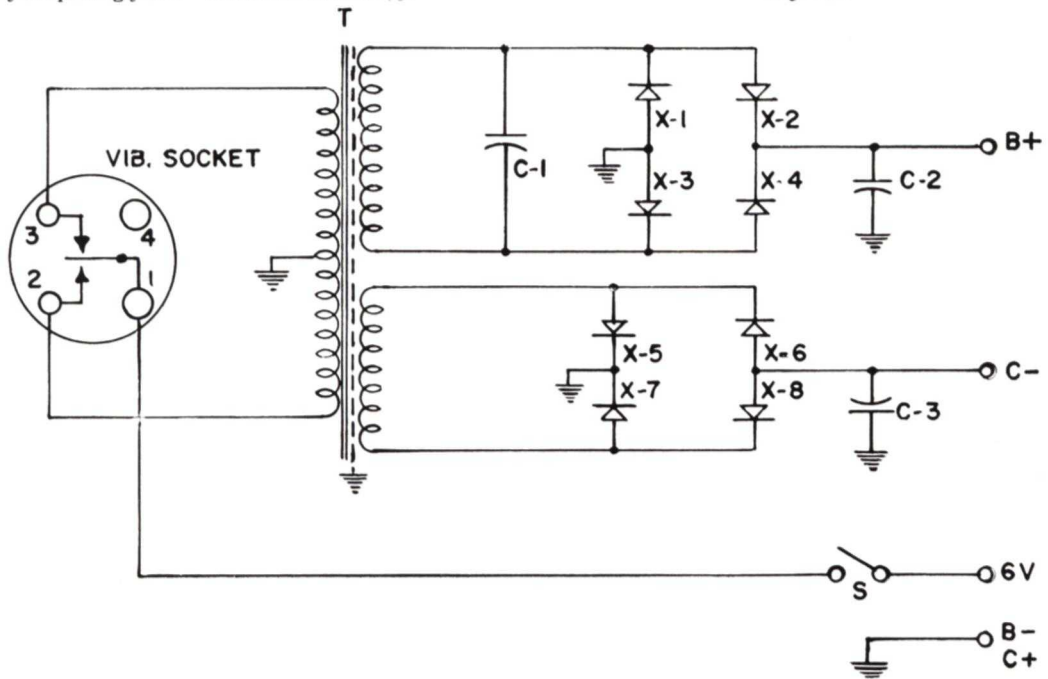 T
VIB. SOCKET
3
4
2
1
C-1
X-1
X-2
X-3
X-4
C-2
B+
X-5
X-6
X-7
X-8
C-3
C-
S
6V
B-
C+